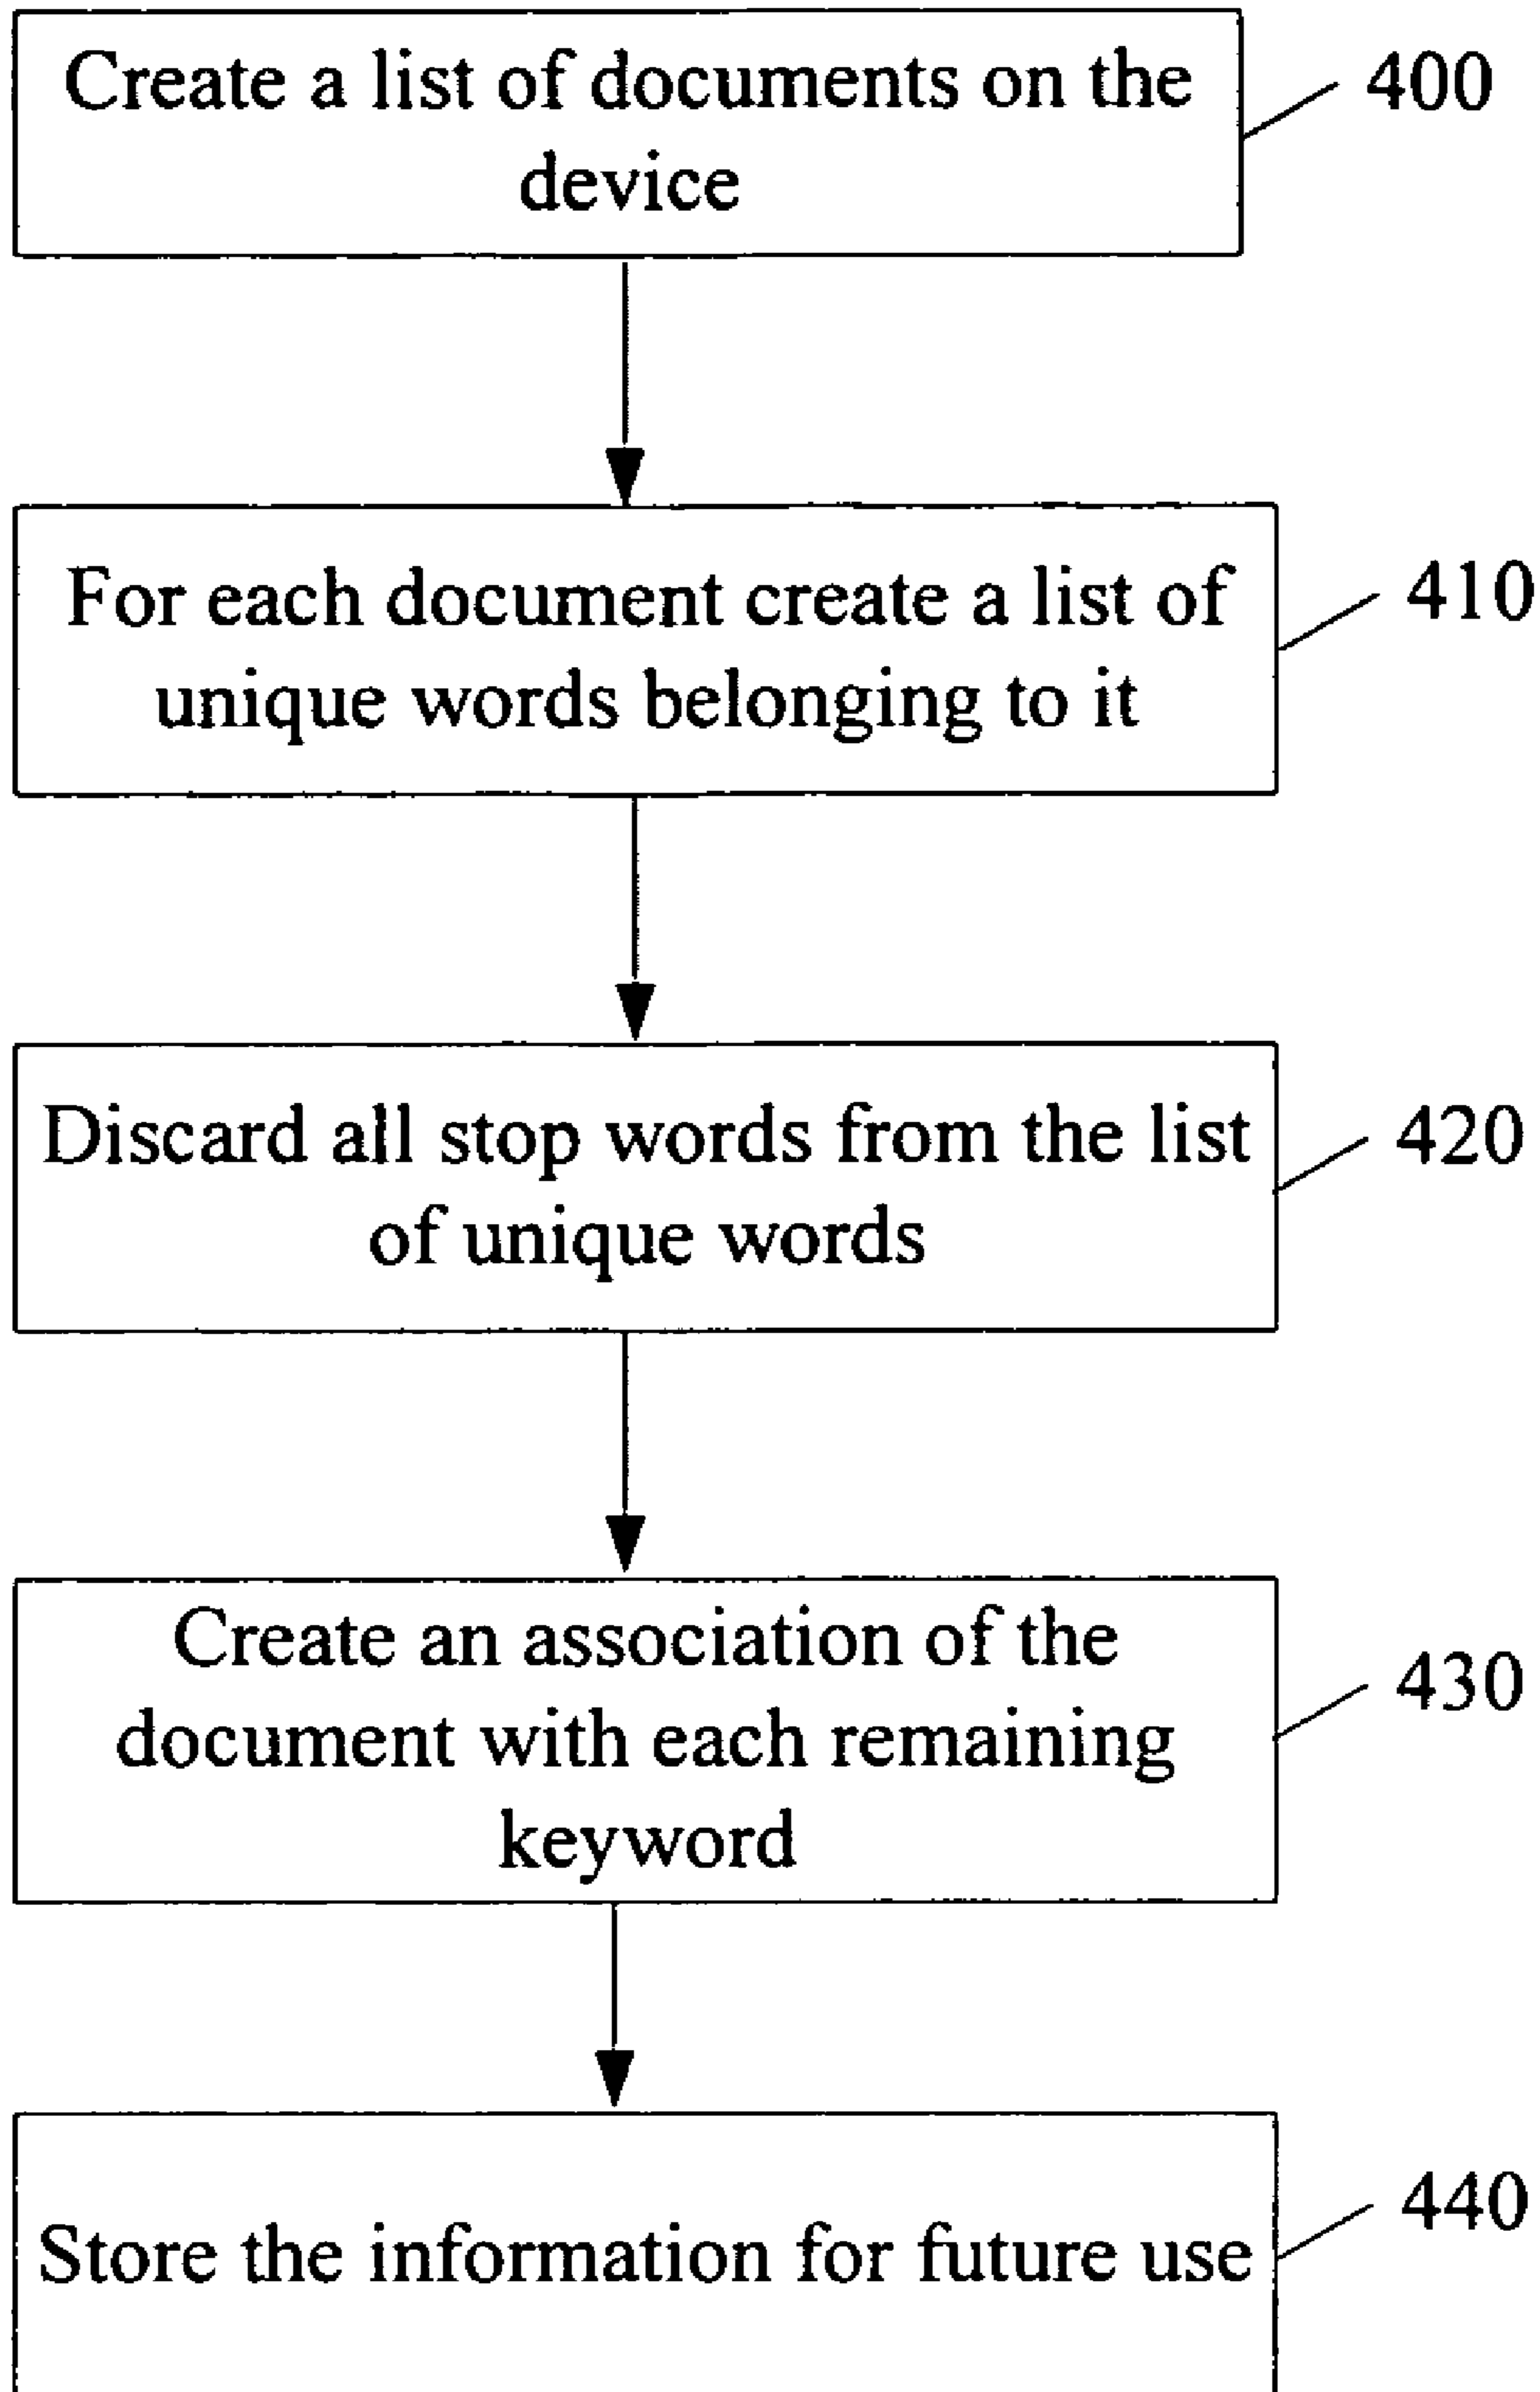 Create a list of documents on the
device
400
For each document create a list of
unique words belonging to it
410
Discard all stop words from the list
of unique words
420
Create an association of the
document with each remaining
keyword
430
Store the information for future use
440